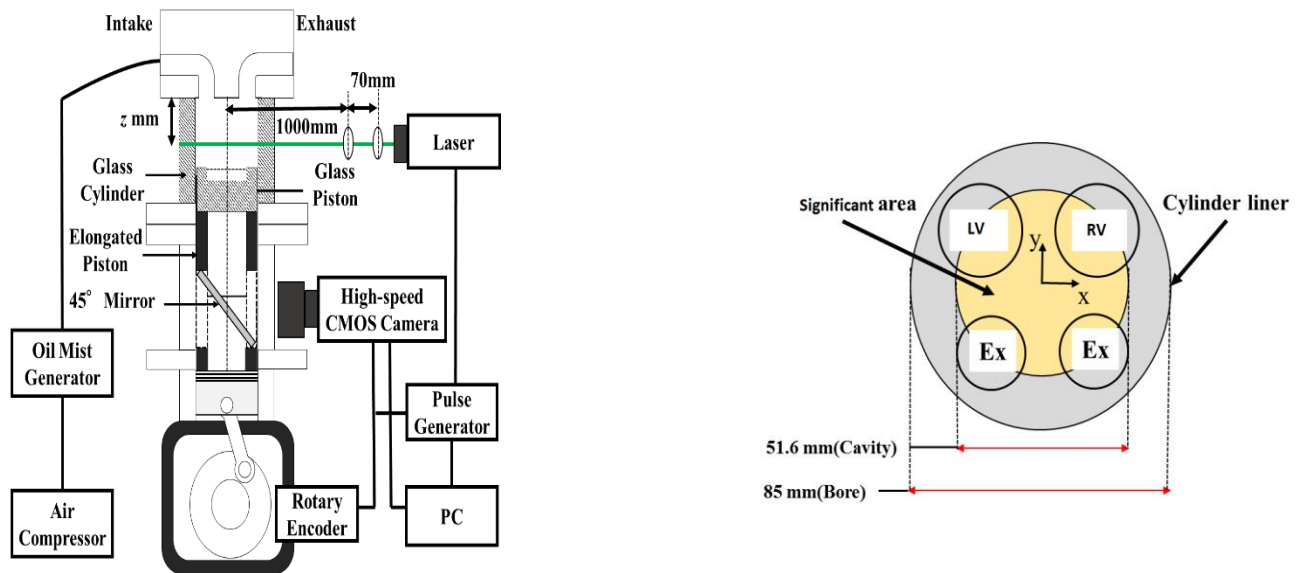 Intake
Exhaust
70mm
z mm
1000mm
Laser
Glass
Cylinder
Glass
Piston
Elongated
Piston
45° Mirror
High-speed
CMOS Camera
Oil Mist
Generator
Pulse
Generator
Air
Compressor
Rotary
Encoder
PC
Significant area
Cylinder liner
LV
RV
y
x
Ex
Ex
51.6 mm(Cavity)
85 mm(Bore)